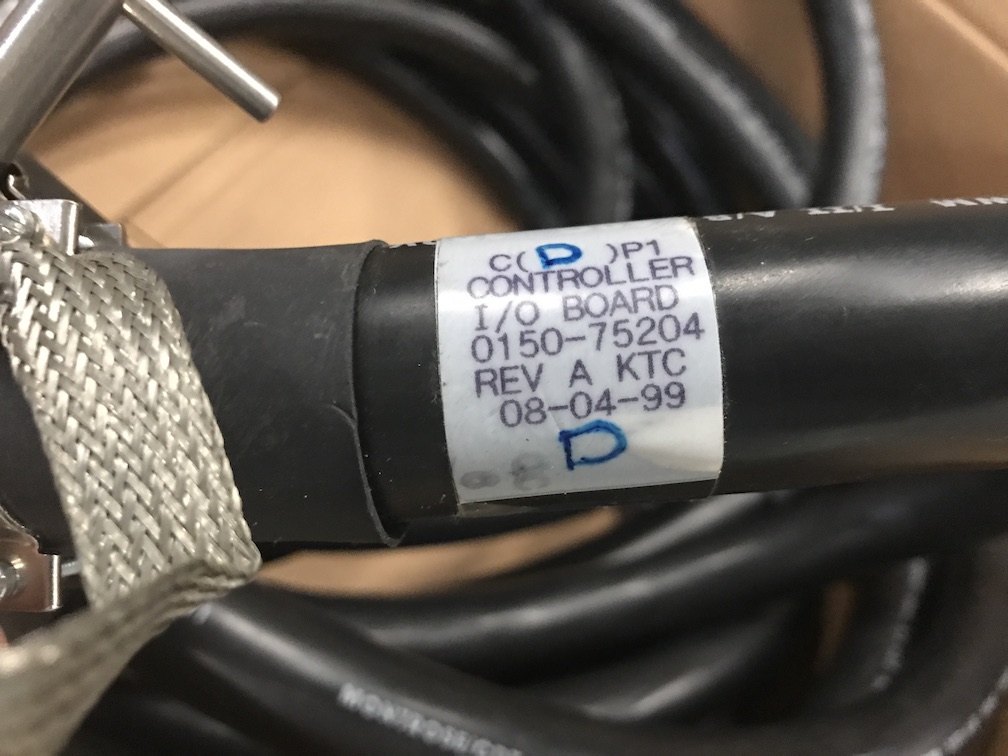 C( D )P1
CONTROLLER
I/O BOARD
0150-75204
REV A KTC
08-04-99
D